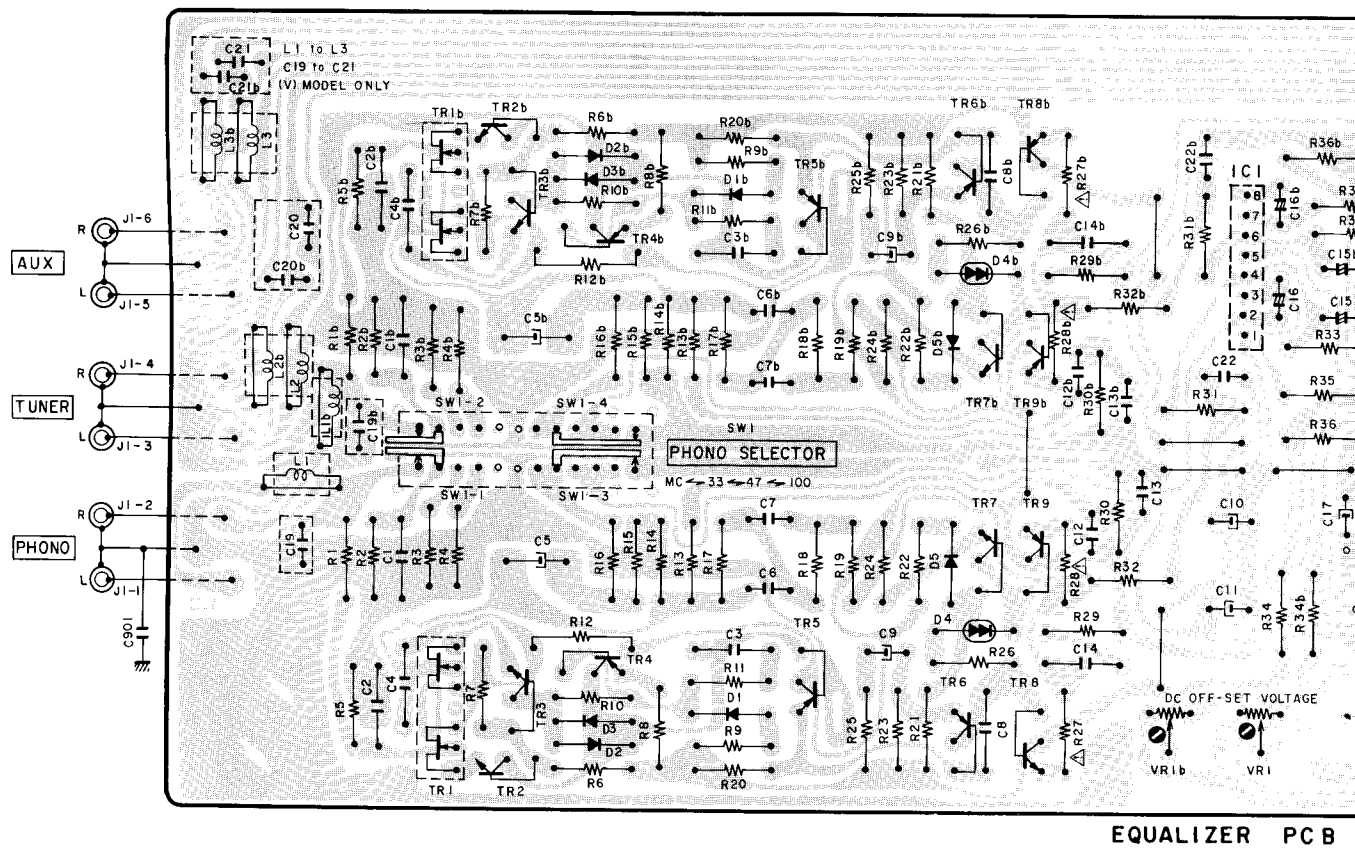 C21 L1 to L3
C19 to C21
C21b (V) MODEL ONLY
L3b L3
TR1b TR2b R6b R20b TR6b TR8b
D2b R9b
D3b D1b TR5b
R10b R11b
R5b C2b C4b R7b TR3b R8b R25b R23b R21b C8b R27b C22b IC1 R36b
8
7
6
5
4
3
2
1
C16b
R31b
TR4b C3b C9b R26b C14b
R12b D4b R29b C15b
C16 C15
R J1-6
AUX
L J1-5
C20
C20b
R1b R2b C1b R3b R4b C5b R16b R15b R14b R13b R17b C6b R18b R19b R24b R22b D5b R28b R32b
C7b R33
L2b L2
R J1-4
TUNER
L J1-3
L1b C19b
TR7b TR9b C12b R30b C13b C22 R31 R35
R36
SW1-2 SW1-4 SW1
PHONO SELECTOR
SW1-1 SW1-3 MC 33 47 100
L1
R J1-2
PHONO
L J1-1
C901
C19
R1 R2 C1 R3 R4 C5 R16 R15 R14 R13 R17 C7 R18 R19 R24 R22 D5 TR7 TR9 C12 R30 C13 C10 C17
C6 R28 R32 C11 R34 R34b
R12 C3 TR5 C9 D4 R29
TR4 R11 R26 C14
R5 C2 C4 R7 TR3 R10 D1 TR6 TR8
D3 R8 R9 R25 R23 R21 C8 R27
D2
TR1 TR2 R6 R20
DC OFF-SET VOLTAGE
VR1b VR1
EQUALIZER PCB